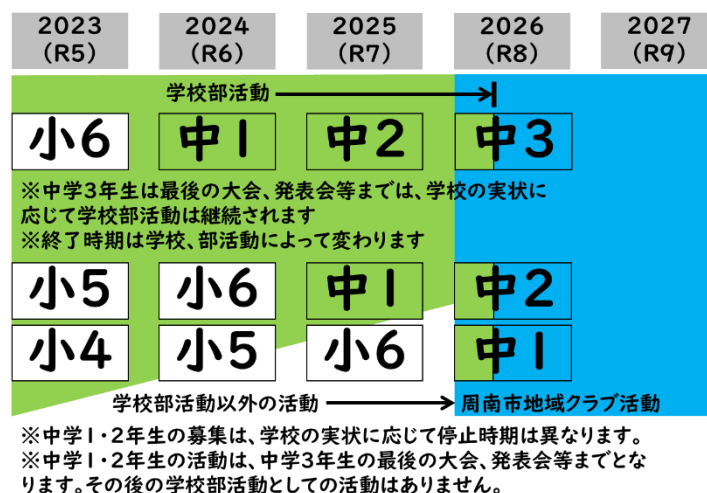 2023 2024 2025 2026 2027
(R5) (R6) (R7) (R8) (R9)
学校部活動
小6 中1 中2 中3
※中学3年生は最後の大会、発表会等までは、学校の実状に
応じて学校部活動は継続されます
※終了時期は学校、部活動によって変わります
小5 小6 中1 中2
小4 小5 小6 中1
学校部活動以外の活動 周南市地域クラブ活動
※中学1・2年生の募集は、学校の実状に応じて停止時期は異なります。
※中学1・2年生の活動は、中学3年生の最後の大会、発表会等までとな
ります。その後の学校部活動としての活動はありません。